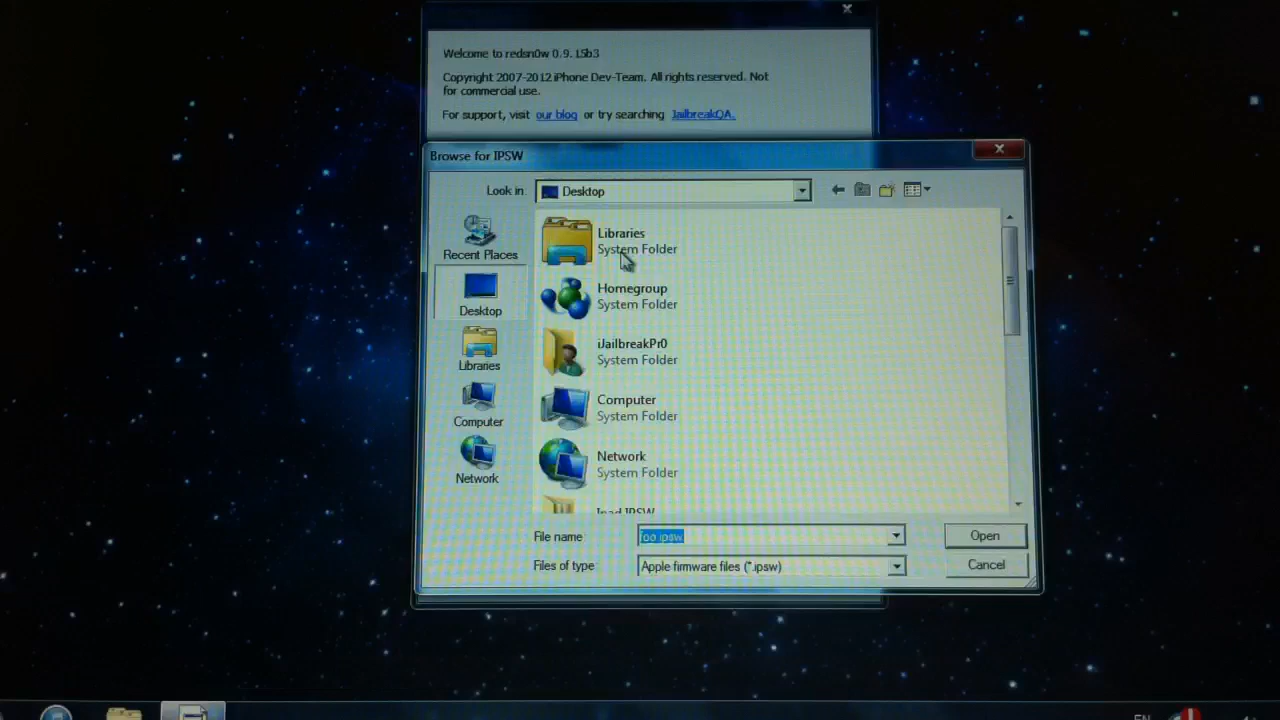 Welcome to redsn0w 0.9.15b3
Copyright 2007-2012 iPhone Dev-Team. All rights reserved. Not
for commercial use.
For support, visit our blog or try searching JailbreakQA.
Browse for IPSW
Look in: Desktop
Recent Places
Desktop
Libraries
Computer
Network
Libraries
System Folder
Homegroup
System Folder
iJailbreakPr0
System Folder
Computer
System Folder
Network
System Folder
Ipad IPSW
File name foo.ipsw Open
Files of type: Apple firmware files (*.ipsw) Cancel
EN